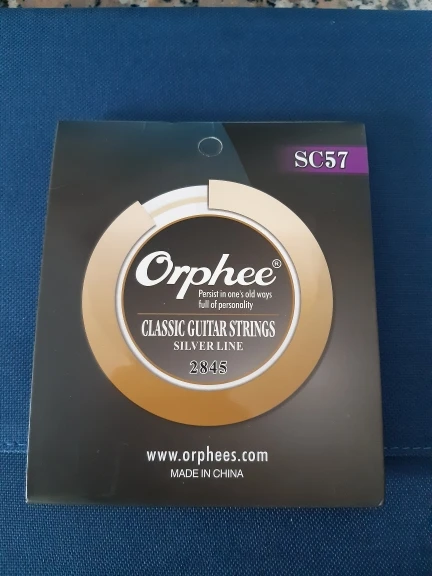 SC57
Orphee®
Persist in one's old ways
full of personality
CLASSIC GUITAR STRINGS
SILVER LINE
2845
www.orphees.com
MADE IN CHINA